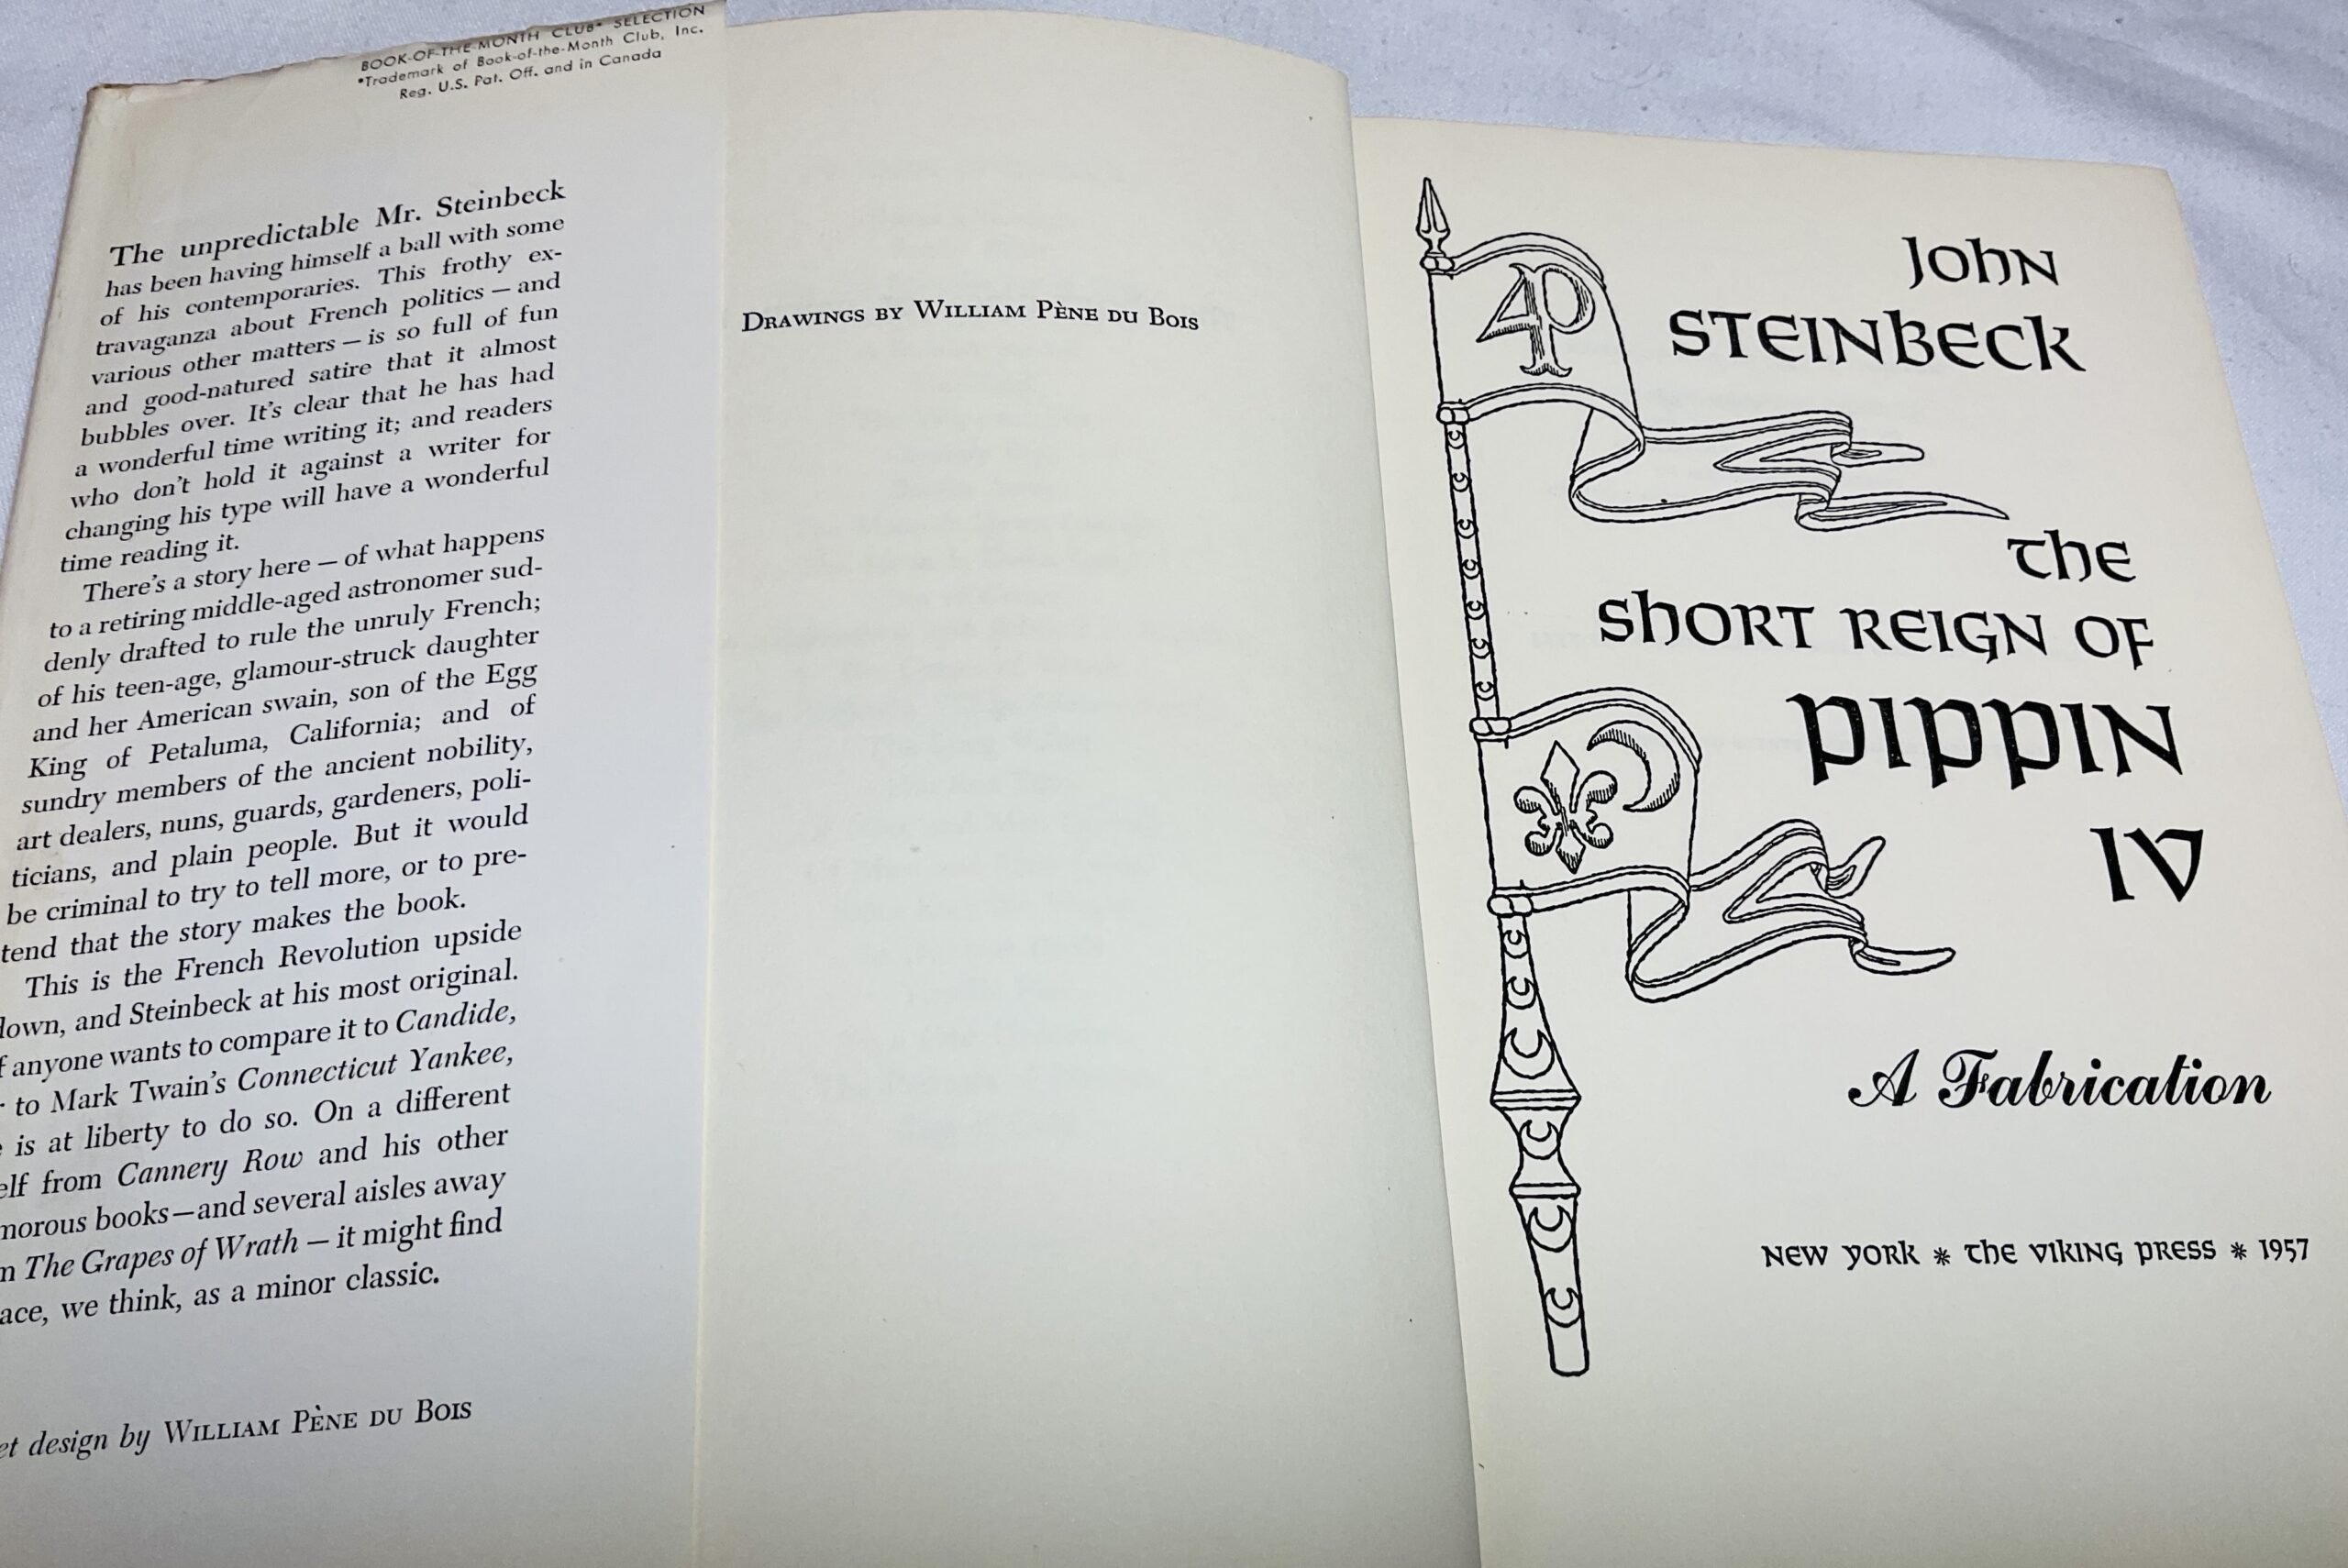 BOOK-OF-THE-MONTH CLUB* SELECTION
*Trademark of Book-of-the-Month Club, Inc.
Reg. U.S. Pat. Off. and in Canada
The unpredictable Mr. Steinbeck
has been having himself a ball with some
of his contemporaries. This frothy ex-
travaganza about French politics — and
various other matters — is so full of fun
and good-natured satire that it almost
bubbles over. It's clear that he has had
a wonderful time writing it; and readers
who don't hold it against a writer for
changing his type will have a wonderful
time reading it.
There's a story here — of what happens
to a retiring middle-aged astronomer sud-
denly drafted to rule the unruly French;
of his teen-age, glamour-struck daughter
and her American swain, son of the Egg
King of Petaluma, California; and of
sundry members of the ancient nobility,
art dealers, nuns, guards, gardeners, poli-
ticians, and plain people. But it would
be criminal to try to tell more, or to pre-
tend that the story makes the book.
This is the French Revolution upside
down, and Steinbeck at his most original.
f anyone wants to compare it to Candide,
to Mark Twain's Connecticut Yankee,
is at liberty to do so. On a different
elf from Cannery Row and his other
morous books—and several aisles away
m The Grapes of Wrath — it might find
ace, we think, as a minor classic.
et design by WILLIAM PÈNE DU BOIS
DRAWINGS BY WILLIAM PÈNE DU BOIS
4P
JOHN
STEINBECK
THE
SHORT REIGN OF
PIPPIN
IV
A Fabrication
NEW YORK * THE VIKING PRESS * 1957